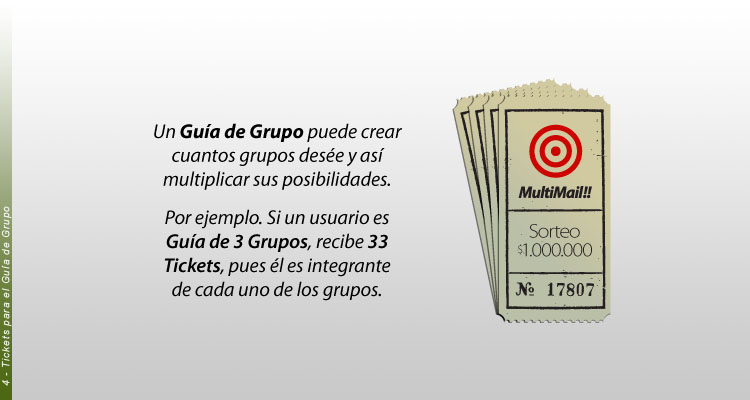 Un Guía de Grupo puede crear
cuantos grupos desée y así
multiplicar sus posibilidades.
Por ejemplo. Si un usuario es
Guía de 3 Grupos, recibe 33
Tickets, pues él es integrante
de cada uno de los grupos.
MultiMail!!
Sorteo
$1.000.000
№ 17807
4 - Tickets para el Guía de Grupo